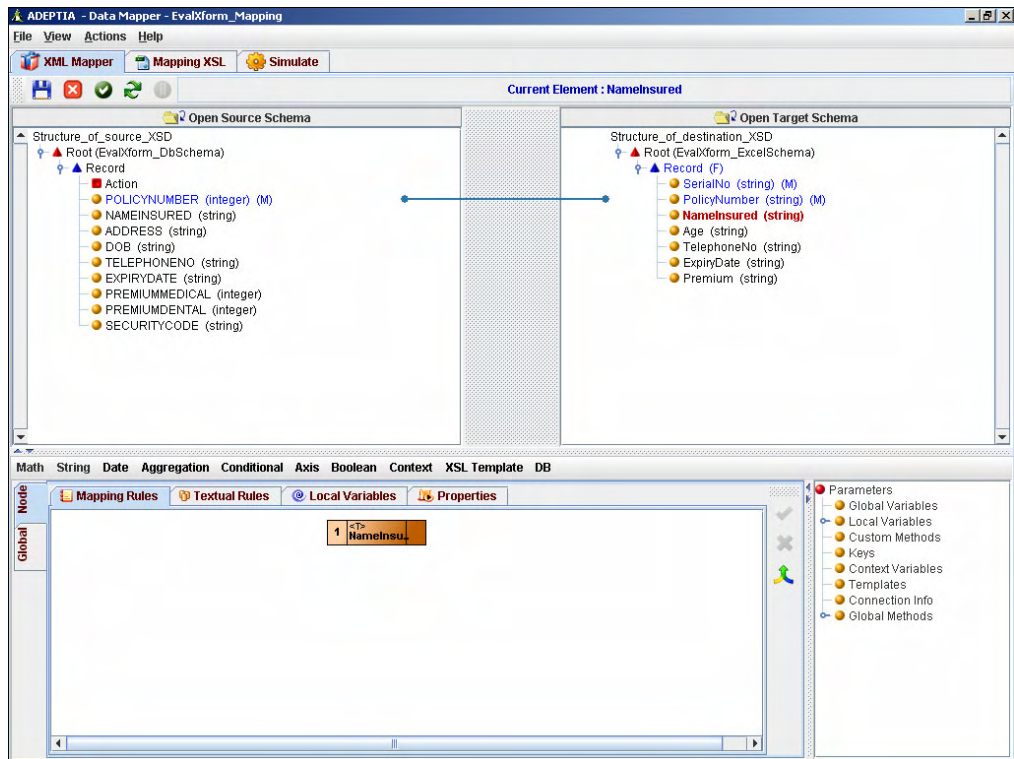 ADEPTIA - Data Mapper - EvalXform_Mapping
File View Actions Help
XML Mapper Mapping XSL Simulate
Current Element : NameInsured
Open Source Schema
Open Target Schema
Structure_of_source_XSD
Root (EvalXform_DbSchema)
Record
Action
POLICYNUMBER (integer) (M)
NAMEINSURED (string)
ADDRESS (string)
DOB (string)
TELEPHONENO (string)
EXPIRYDATE (string)
PREMIUMMEDICAL (integer)
PREMIUMDENTAL (integer)
SECURITYCODE (string)
Structure_of_destination_XSD
Root (EvalXform_ExcelSchema)
Record (F)
SerialNo (string) (M)
PolicyNumber (string) (M)
NameInsured (string)
Age (string)
TelephoneNo (string)
ExpiryDate (string)
Premium (string)
Math String Date Aggregation Conditional Axis Boolean Context XSL Template DB
Node
Global
Mapping Rules Textual Rules Local Variables Properties
1 <T>
NameInsu..
Parameters
Global Variables
Local Variables
Custom Methods
Keys
Context Variables
Templates
Connection Info
Global Methods